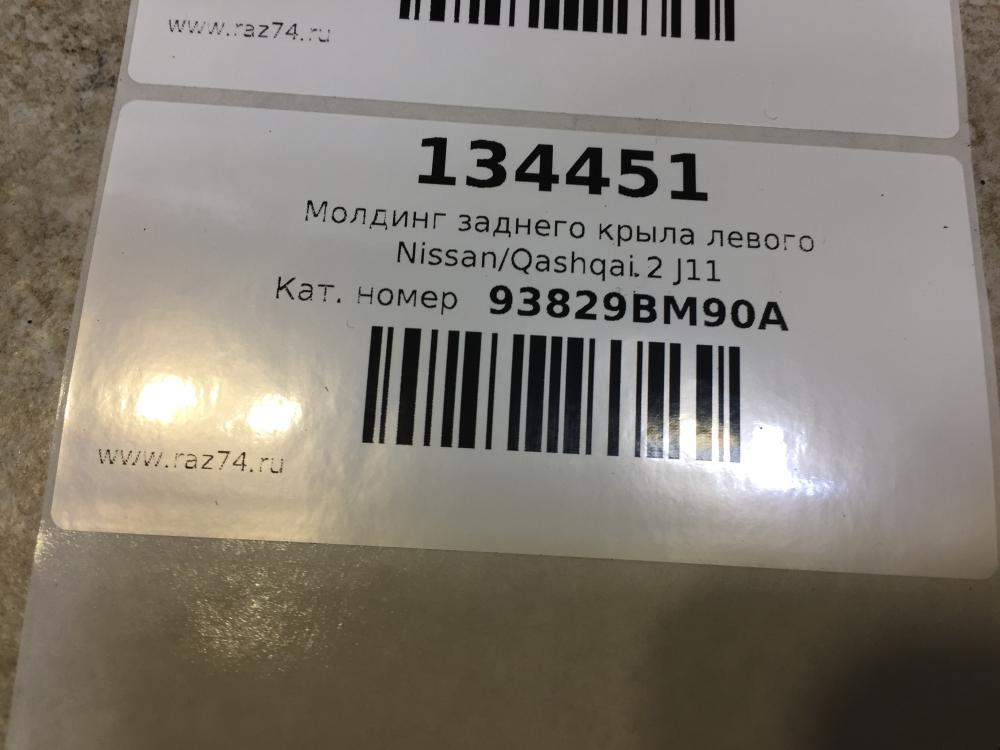 www.raz74.ru
134451
Молдинг заднего крыла левого
Nissan/Qashqai 2 J11
Кат. номер 93829BM90A
www.raz74.ru